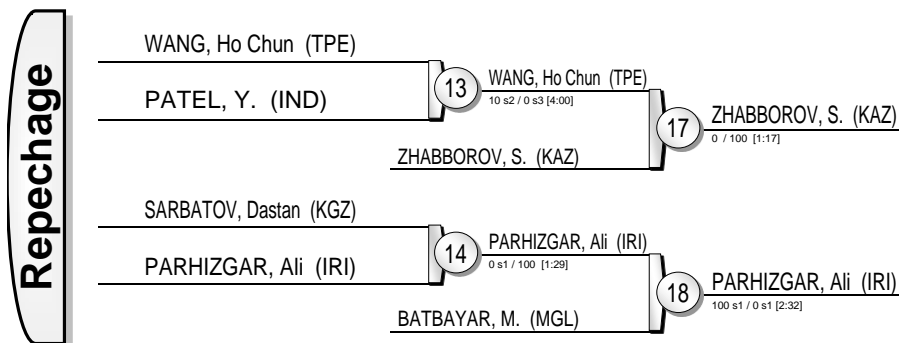 Repechage
WANG, Ho Chun (TPE)
PATEL, Y. (IND)
13
WANG, Ho Chun (TPE)
10 s2 / 0 s3 [4:00]
ZHABBOROV, S. (KAZ)
17
ZHABBOROV, S. (KAZ)
0 / 100 [1:17]
SARBATOV, Dastan (KGZ)
PARHIZGAR, Ali (IRI)
14
PARHIZGAR, Ali (IRI)
0 s1 / 100 [1:29]
BATBAYAR, M. (MGL)
18
PARHIZGAR, Ali (IRI)
100 s1 / 0 s1 [2:32]